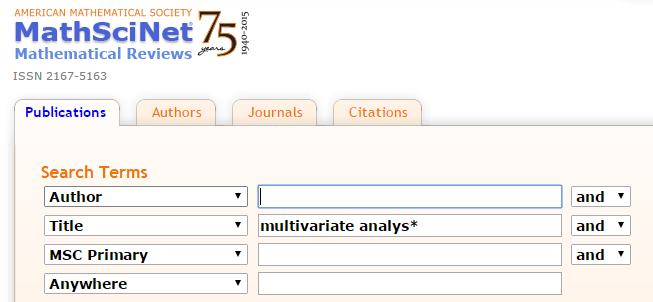 AMERICAN MATHEMATICAL SOCIETY
MathSciNet
Mathematical Reviews
75
years
1940-2015
ISSN 2167-5163
Publications Authors Journals Citations
Search Terms
Author and
Title multivariate analys* and
MSC Primary and
Anywhere